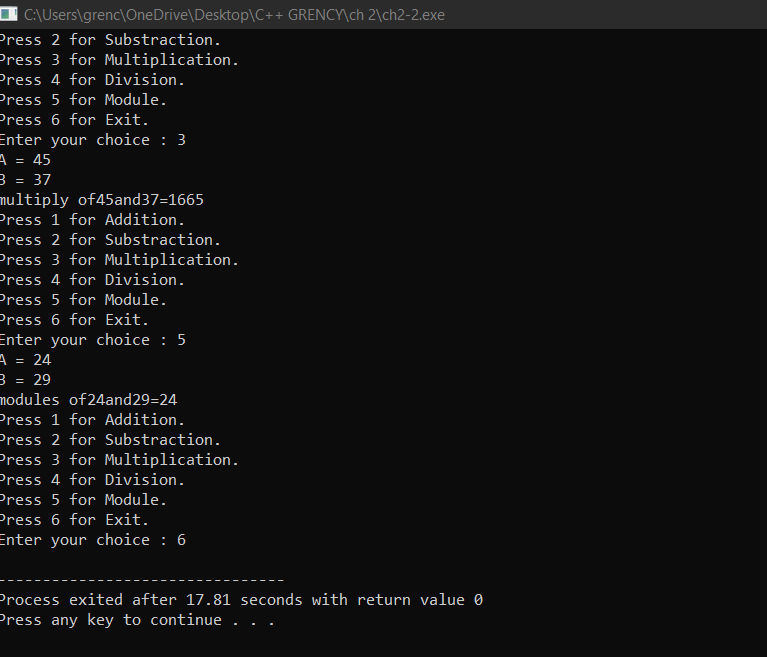 C:\Users\grenc\OneDrive\Desktop\C++ GRENCY\ch 2\ch2-2.exe
Press 2 for Substraction.
Press 3 for Multiplication.
Press 4 for Division.
Press 5 for Module.
Press 6 for Exit.
Enter your choice : 3
A = 45
B = 37
multiply of45and37=1665
Press 1 for Addition.
Press 2 for Substraction.
Press 3 for Multiplication.
Press 4 for Division.
Press 5 for Module.
Press 6 for Exit.
Enter your choice : 5
A = 24
B = 29
modules of24and29=24
Press 1 for Addition.
Press 2 for Substraction.
Press 3 for Multiplication.
Press 4 for Division.
Press 5 for Module.
Press 6 for Exit.
Enter your choice : 6
--------------------------------
Process exited after 17.81 seconds with return value 0
Press any key to continue . . .